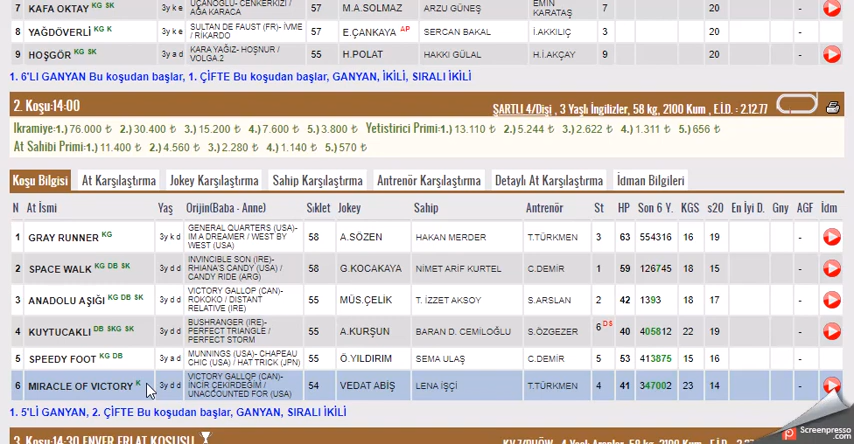 7 KAFA OKTAY KG SK 3y k e UÇANOĞLU- CENKERKIZI / AĞA KARACA 57 M.A.SOLMAZ ARZU GÜNEŞ EMİN KARATAŞ 7 20
8 YAĞDÖVERLİ KG K 3y k e SULTAN DE FAUST (FR)- İVME / RİKARDO 57 E.ÇANKAYA AP SERCAN BAKAL İ.AKKILIÇ 3 20
9 HOŞGÖR KG SK 3y a d KARA YAĞIZ- HOŞNUR / VOLGA.2 55 H.POLAT HAKKI GÜLAL H.İ.AKÇAY 9 20
1. 6'LI GANYAN Bu koşudan başlar, 1. ÇİFTE Bu koşudan başlar, GANYAN, İKİLİ, SIRALI İKİLİ
2. Koşu:14:00 ŞARTLI 4/Dişi , 3 Yaşlı İngilizler, 58 kg, 2100 Kum , E.İ.D. : 2.12.77
İkramiye:1.) 76.000 ₺ 2.) 30.400 ₺ 3.) 15.200 ₺ 4.) 7.600 ₺ 5.) 3.800 ₺ Yetistirici Primi:1.) 13.110 ₺ 2.) 5.244 ₺ 3.) 2.622 ₺ 4.) 1.311 ₺ 5.) 656 ₺
At Sahibi Primi:1.) 11.400 ₺ 2.) 4.560 ₺ 3.) 2.280 ₺ 4.) 1.140 ₺ 5.) 570 ₺
Koşu Bilgisi At Karşılaştırma Jokey Karşılaştırma Sahip Karşılaştırma Antrenör Karşılaştırma Detaylı At Karşılaştırma İdman Bilgileri
N At İsmi Yaş Orijin(Baba - Anne) Sıklet Jokey Sahip Antrenör St HP Son 6 Y. KGS s20 En İyi D. Gny AGF İdm
1 GRAY RUNNER KG 3y k d GENERAL QUARTERS (USA)- IM A DREAMER / WEST BY WEST (USA) 58 A.SÖZEN HAKAN MERDER T.TÜRKMEN 3 63 554316 16 19 -
2 SPACE WALK KG DB SK 3y d d INVINCIBLE SON (IRE)- RHIANA'S CANDY (USA) / CANDY RIDE (ARG) 58 G.KOCAKAYA NİMET ARIF KURTEL C.DEMİR 1 59 126745 18 15 -
3 ANADOLU AŞIĞI KG DB SK 3y d d VICTORY GALLOP (CAN)- ROKOKO / DISTANT RELATIVE (IRE) 55 MÜS.ÇELİK T. İZZET AKSOY S.ARSLAN 2 42 1393 18 17 -
4 KUYTUCAKLI DB SKG SK 3y d d BUSHRANGER (IRE)- PERFECT TRIANGLE / PERFECT STORM 55 A.KURŞUN BARAN D. CEMİLOĞLU S.ÖZGEZER 6 DS 40 405812 22 19 -
5 SPEEDY FOOT KG DB 3y a d MUNNINGS (USA)- CHAPEAU CHIC (USA) / HAT TRICK (JPN) 55 Ö.YILDIRIM SEMA ULAŞ C.DEMİR 5 53 413875 15 16 -
6 MIRACLE OF VICTORY K 3y d d VICTORY GALLOP (CAN)- İNCİR ÇEKİRDEĞİM / UNACCOUNTED FOR (USA) 54 VEDAT ABİŞ LENA İŞÇİ T.TÜRKMEN 4 41 347002 23 14 -
1. 5'Lİ GANYAN, 2. ÇİFTE Bu koşudan başlar, GANYAN, SIRALI İKİLİ
3. Koşu:14:30 ENVER ERLAT KOŞUSU
Screenpresso
.com